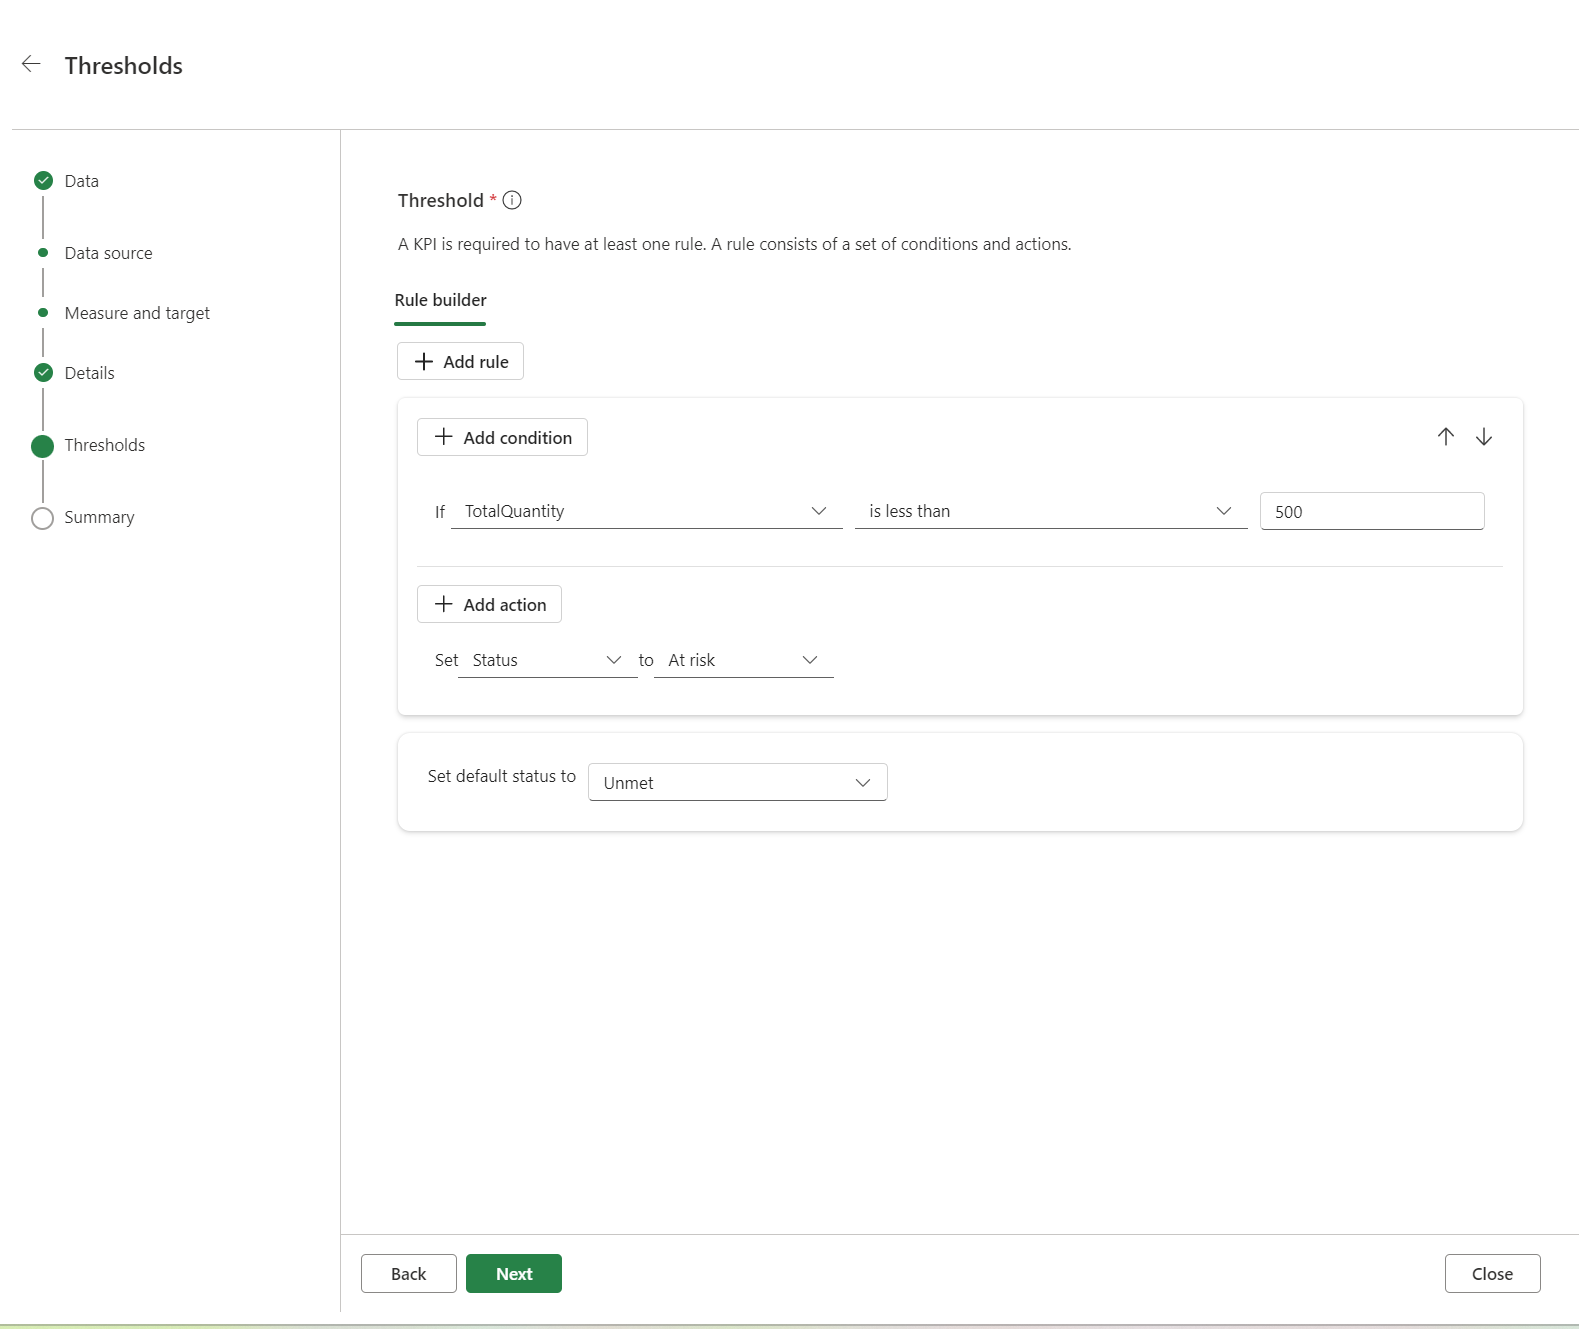 Thresholds
Data
Data source
Measure and target
Details
Thresholds
Summary
Threshold *
A KPI is required to have at least one rule. A rule consists of a set of conditions and actions.
Rule builder
Add rule
Add condition
If TotalQuantity is less than 500
Add action
Set Status to At risk
Set default status to Unmet
Back Next Close